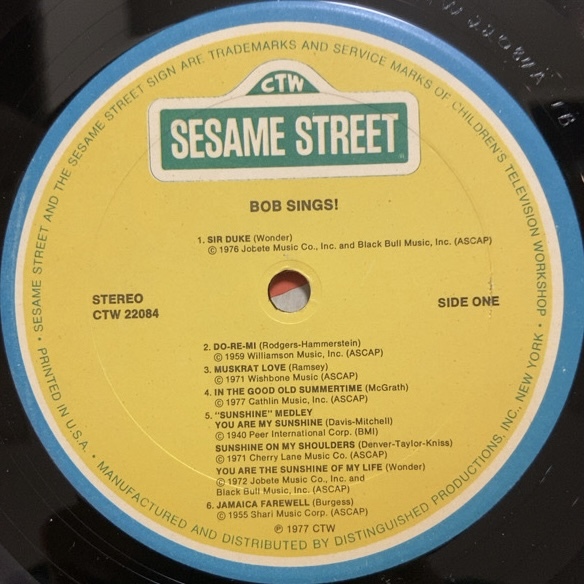 SESAME STREET AND THE SESAME STREET SIGN ARE TRADEMARKS AND SERVICE MARKS OF CHILDREN'S TELEVISION WORKSHOP •
CTW
SESAME STREET
BOB SINGS!
1. SIR DUKE (Wonder)
© 1976 Jobete Music Co., Inc. and Black Bull Music, Inc. (ASCAP)
STEREO
CTW 22084
SIDE ONE
2. DO-RE-MI (Rodgers-Hammerstein)
© 1959 Williamson Music, Inc. (ASCAP)
3. MUSKRAT LOVE (Ramsey)
© 1971 Wishbone Music (ASCAP)
4. IN THE GOOD OLD SUMMERTIME (McGrath)
© 1977 Cathlin Music, Inc. (ASCAP)
5. "SUNSHINE" MEDLEY
YOU ARE MY SUNSHINE (Davis-Mitchell)
© 1940 Peer International Corp. (BMI)
SUNSHINE ON MY SHOULDERS (Denver-Taylor-Kniss)
© 1971 Cherry Lane Music Co. (ASCAP)
YOU ARE THE SUNSHINE OF MY LIFE (Wonder)
© 1972 Jobete Music Co., Inc. and
Black Bull Music, Inc. (ASCAP)
6. JAMAICA FAREWELL (Burgess)
© 1955 Shari Music Corp. (ASCAP)
℗ 1977 CTW
PRINTED IN U.S.A. • MANUFACTURED AND DISTRIBUTED BY DISTINGUISHED PRODUCTIONS, INC., NEW YORK •